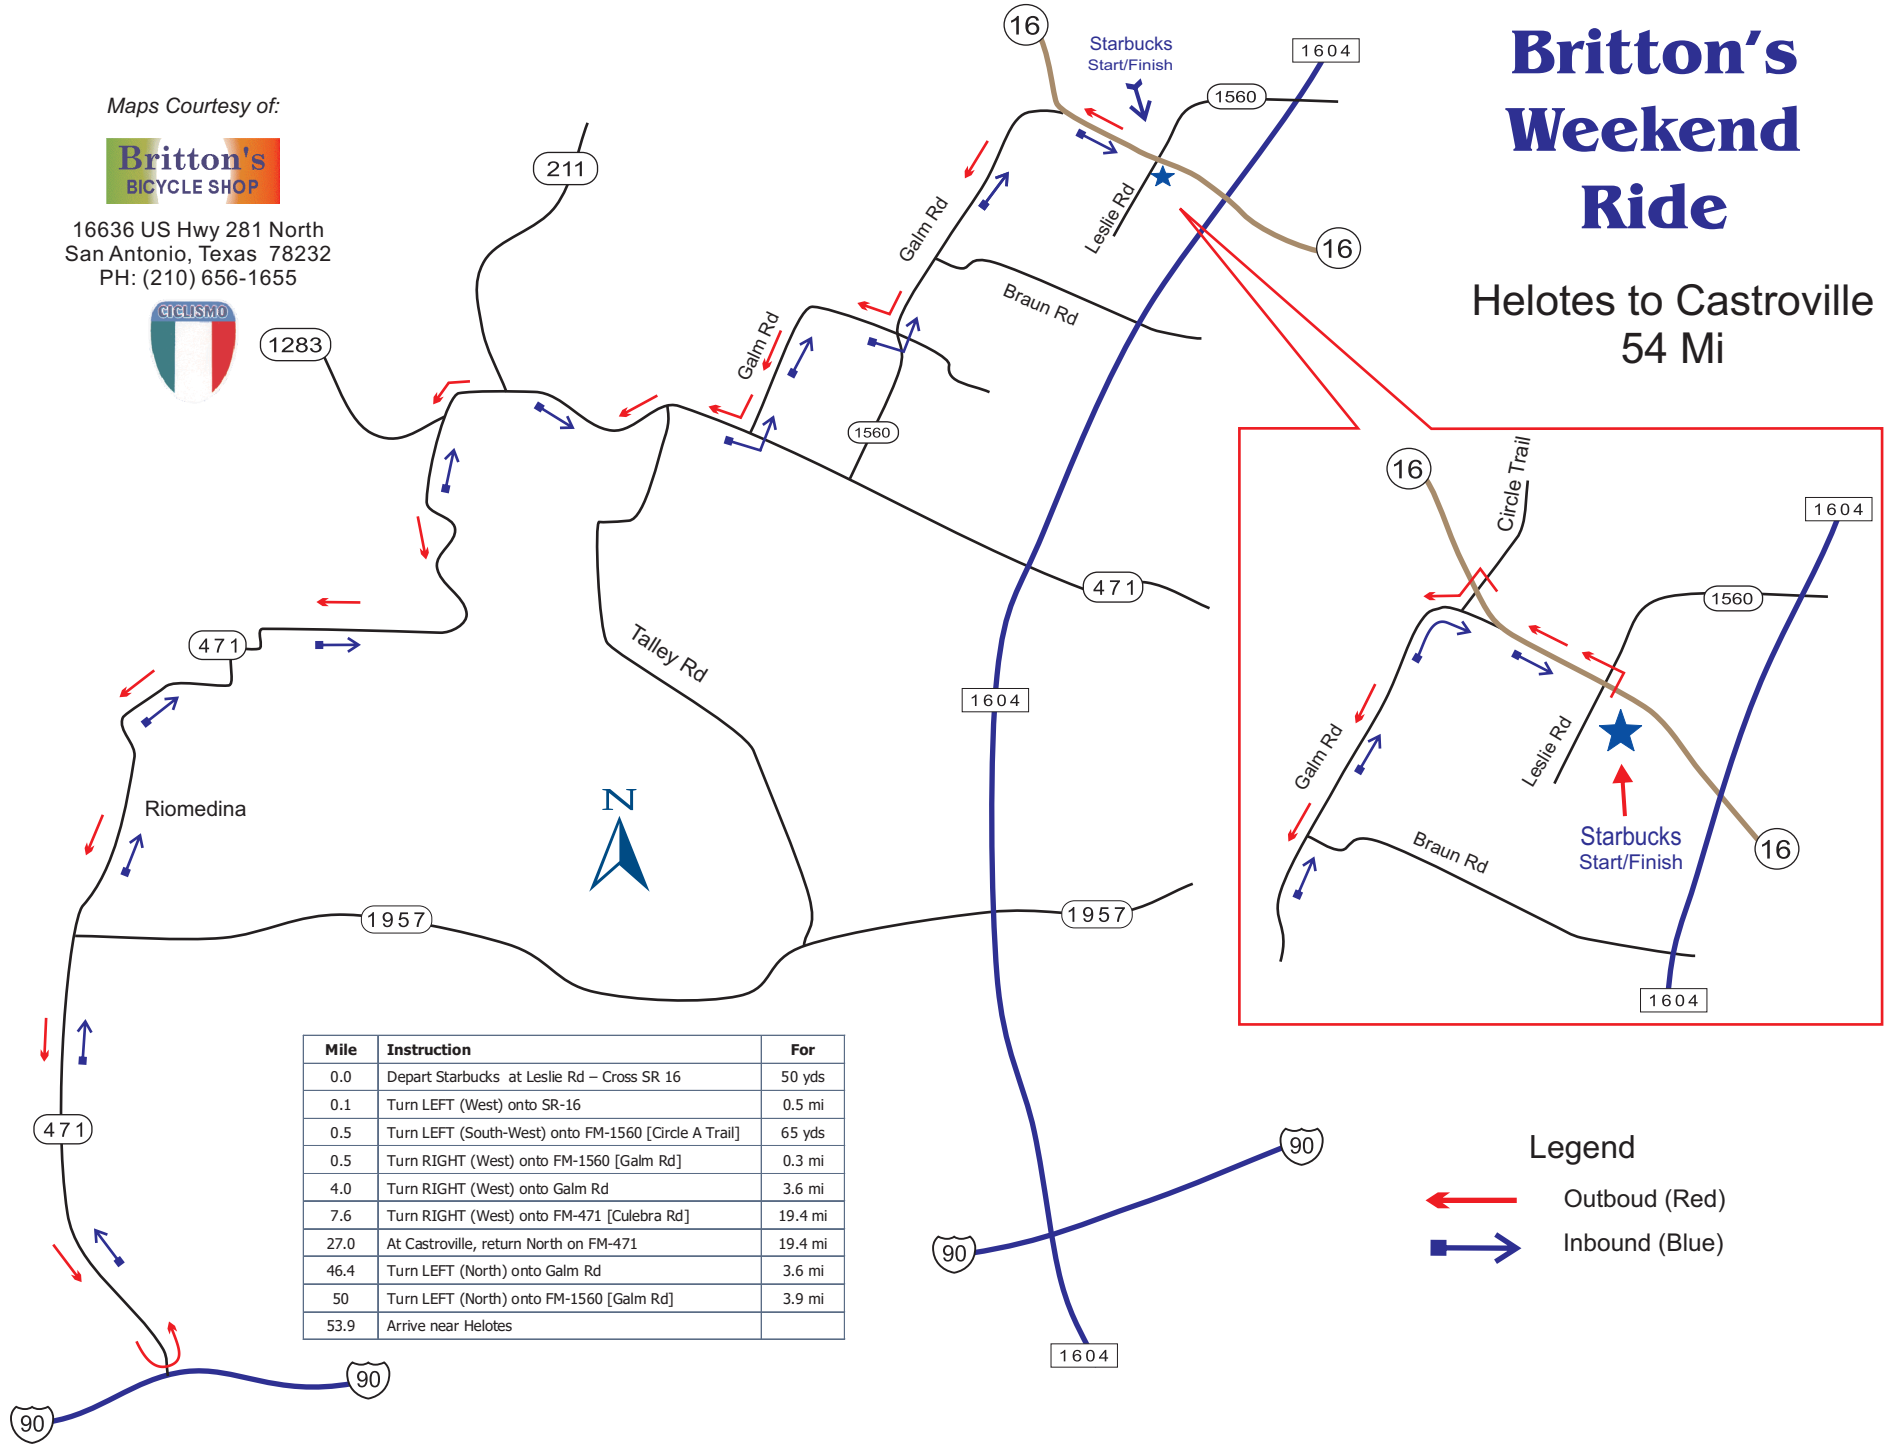 Britton's
Weekend
Ride
Helotes to Castroville
54 Mi
Maps Courtesy of:
Britton's
BICYCLE SHOP
16636 US Hwy 281 North
San Antonio, Texas 78232
PH: (210) 656-1655
CICLISMO
16
Starbucks
Start/Finish
1604
1560
211
Leslie Rd
16
Galm Rd
Braun Rd
1283
Galm Rd
1560
471
471
Talley Rd
1604
Riomedina
N
1957
1957
471
90
90
1604
90
90
16
Circle Trail
1604
1560
Galm Rd
Leslie Rd
Braun Rd
Starbucks
Start/Finish
16
1604
Mile Instruction For
0.0 Depart Starbucks at Leslie Rd – Cross SR 16 50 yds
0.1 Turn LEFT (West) onto SR-16 0.5 mi
0.5 Turn LEFT (South-West) onto FM-1560 [Circle A Trail] 65 yds
0.5 Turn RIGHT (West) onto FM-1560 [Galm Rd] 0.3 mi
4.0 Turn RIGHT (West) onto Galm Rd 3.6 mi
7.6 Turn RIGHT (West) onto FM-471 [Culebra Rd] 19.4 mi
27.0 At Castroville, return North on FM-471 19.4 mi
46.4 Turn LEFT (North) onto Galm Rd 3.6 mi
50 Turn LEFT (North) onto FM-1560 [Galm Rd] 3.9 mi
53.9 Arrive near Helotes
Legend
Outboud (Red)
Inbound (Blue)